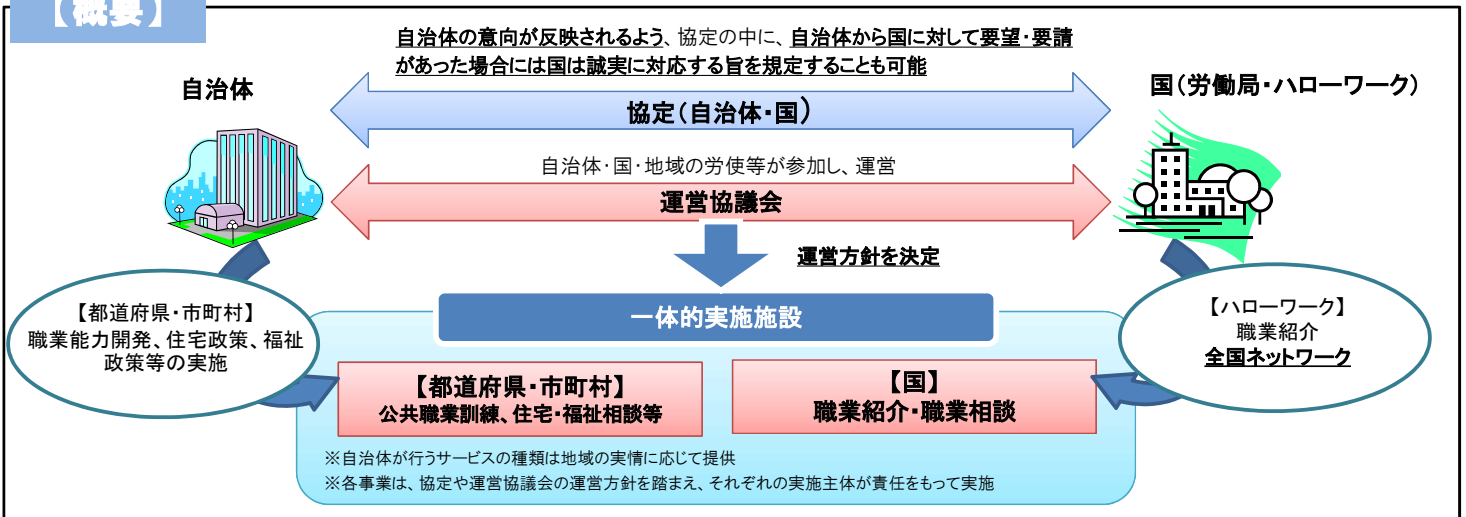 【概要】
自治体の意向が反映されるよう、協定の中に、自治体から国に対して要望・要請
があった場合には国は誠実に対応する旨を規定することも可能
自治体
国(労働局・ハローワーク)
協定(自治体・国)
自治体・国・地域の労使等が参加し、運営
運営協議会
運営方針を決定
【都道府県・市町村】
職業能力開発、住宅政策、福祉
政策等の実施
一体的実施施設
【ハローワーク】
職業紹介
全国ネットワーク
【都道府県・市町村】
公共職業訓練、住宅・福祉相談等
【国】
職業紹介・職業相談
※自治体が行うサービスの種類は地域の実情に応じて提供
※各事業は、協定や運営協議会の運営方針を踏まえ、それぞれの実施主体が責任をもって実施